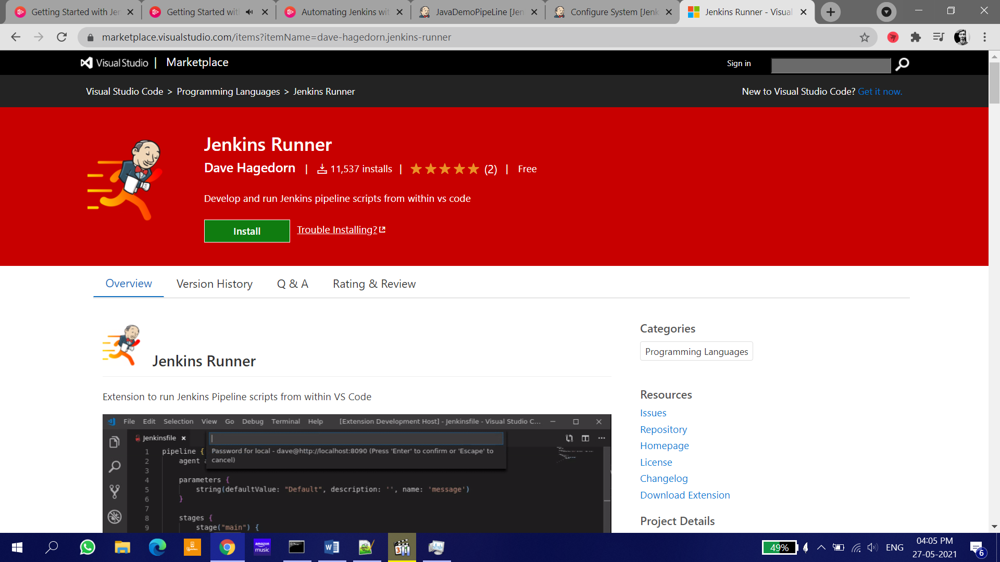 Getting Started with Jen
Getting Started wit
Automating Jenkins wit
JavaDemoPipeLine [Jen
Configure System [Jenk
Jenkins Runner - Visual
marketplace.visualstudio.com/items?itemName=dave-hagedorn.jenkins-runner
Visual Studio | Marketplace
Sign in
Visual Studio Code > Programming Languages > Jenkins Runner
New to Visual Studio Code? Get it now.
Jenkins Runner
Dave Hagedorn | 11,537 installs | (2) | Free
Develop and run Jenkins pipeline scripts from within vs code
Install
Trouble Installing?
Overview
Version History
Q & A
Rating & Review
Jenkins Runner
Extension to run Jenkins Pipeline scripts from within VS Code
File Edit Selection View Go Debug Terminal Help [Extension Development Host] - Jenkinsfile - Visual Studio C...
Jenkinsfile
Password for local - dave@http://localhost:8090 (Press 'Enter' to confirm or 'Escape' to
cancel)
1 pipeline {
2 agent a
3
4 parameters {
5 string(defaultValue: "Default", description: '', name: 'message')
6 }
7
8 stages {
9 stage("main") {
Categories
Programming Languages
Resources
Issues
Repository
Homepage
License
Changelog
Download Extension
Project Details
amazon
music
311
49%
ENG
04:05 PM
27-05-2021
6